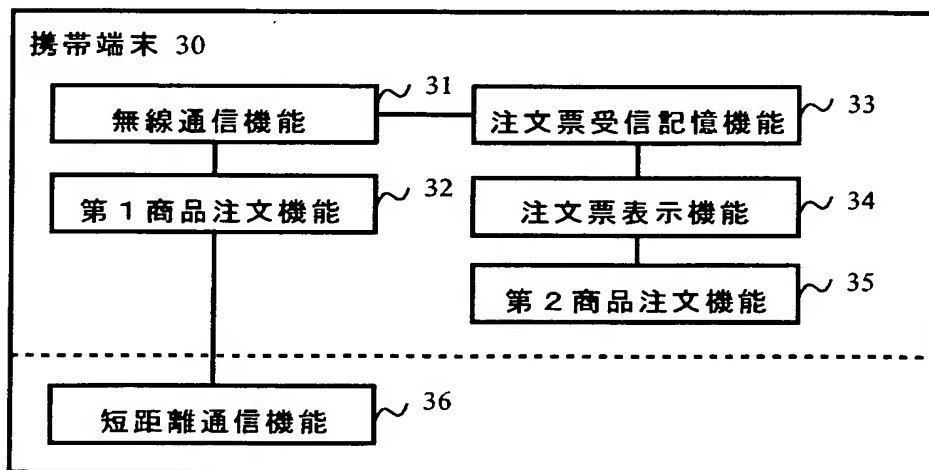 携帯端末 30
無線通信機能
31
注文票受信記憶機能
33
第1商品注文機能
32
注文票表示機能
34
第2商品注文機能
35
短距離通信機能
36